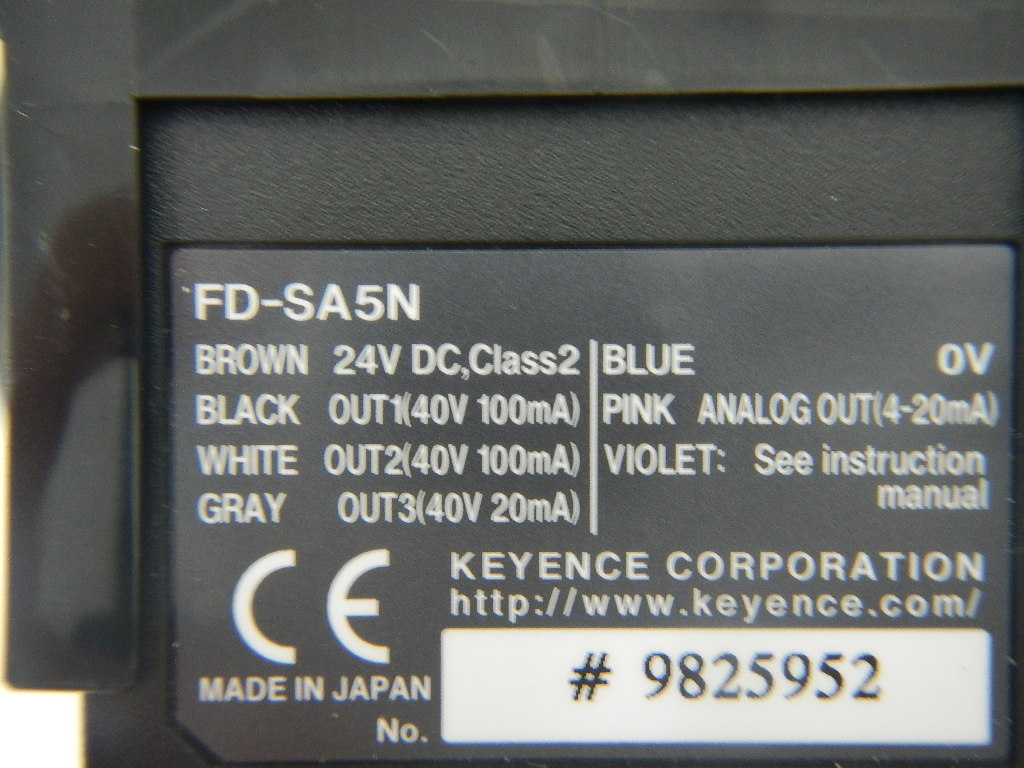 FD-SA5N
BROWN 24V DC,Class2
BLACK OUT1(40V 100mA)
WHITE OUT2(40V 100mA)
GRAY OUT3(40V 20mA)
BLUE 0V
PINK ANALOG OUT(4-20mA)
VIOLET: See instruction
manual
CE
KEYENCE CORPORATION
http://www.keyence.com/
MADE IN JAPAN
No.
# 9825952